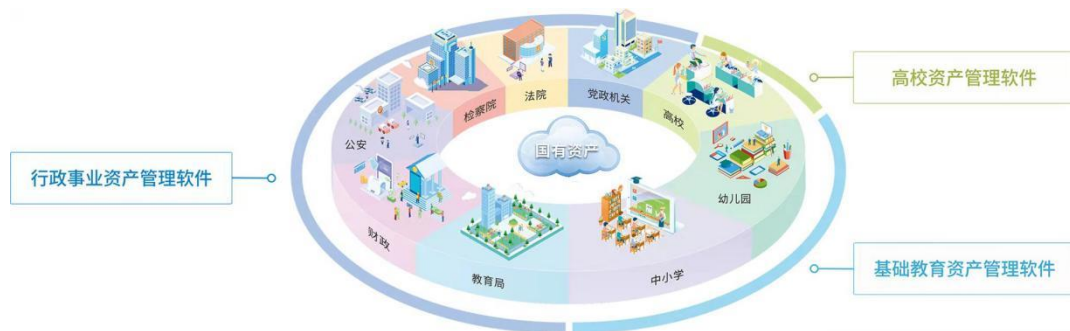 检察院
法院
党政机关
高校
公安
国有资产
幼儿园
财政
教育局
中小学
行政事业资产管理软件
高校资产管理软件
基础教育资产管理软件